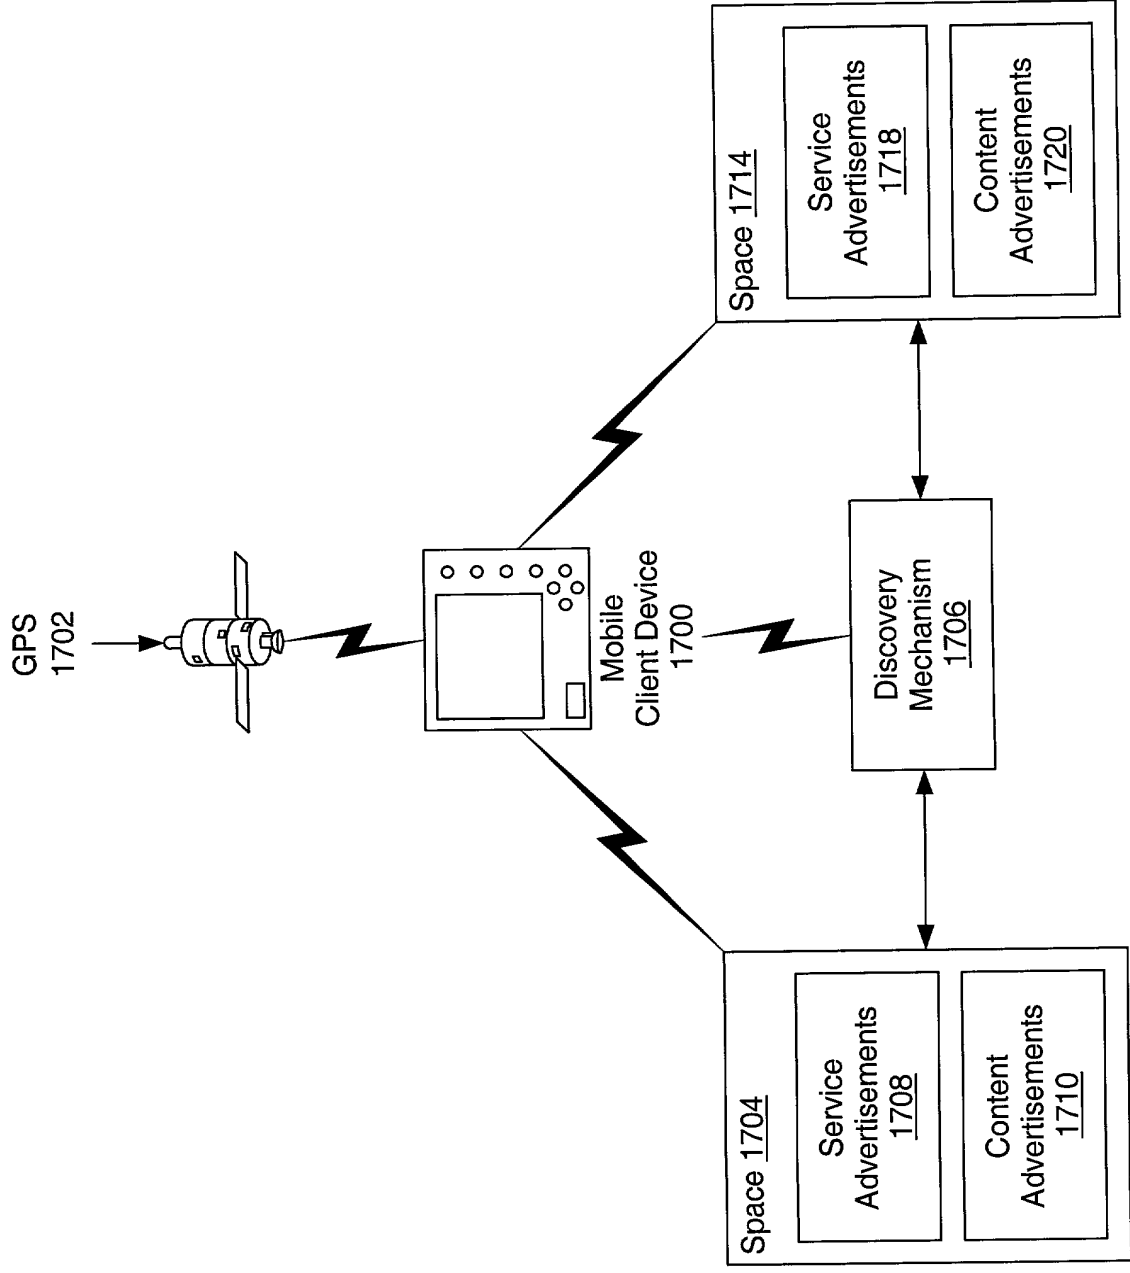 GPS
1702
Mobile
Client Device
1700
Space 1704
Service
Advertisements
1708
Content
Advertisements
1710
Discovery
Mechanism
1706
Space 1714
Service
Advertisements
1718
Content
Advertisements
1720